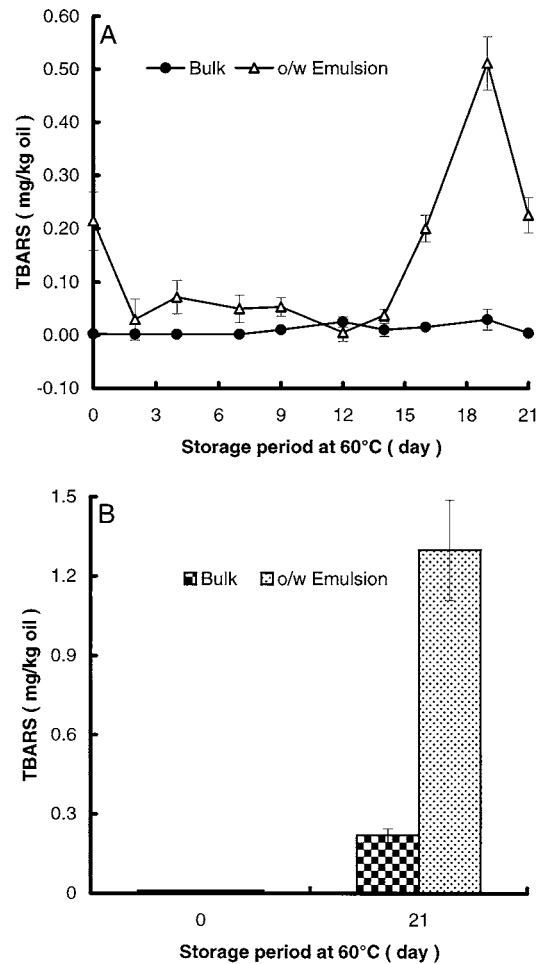 A
0.60
Bulk o/w Emulsion
0.50
0.40
0.30
0.20
0.10
0.00
-0.10
TBARS ( mg/kg oil )
0 3 6 9 12 15 18 21
Storage period at 60°C ( day )
B
1.5
1.2
Bulk o/w Emulsion
0.9
0.6
0.3
0
TBARS ( mg/kg oil )
0 21
Storage period at 60°C ( day )